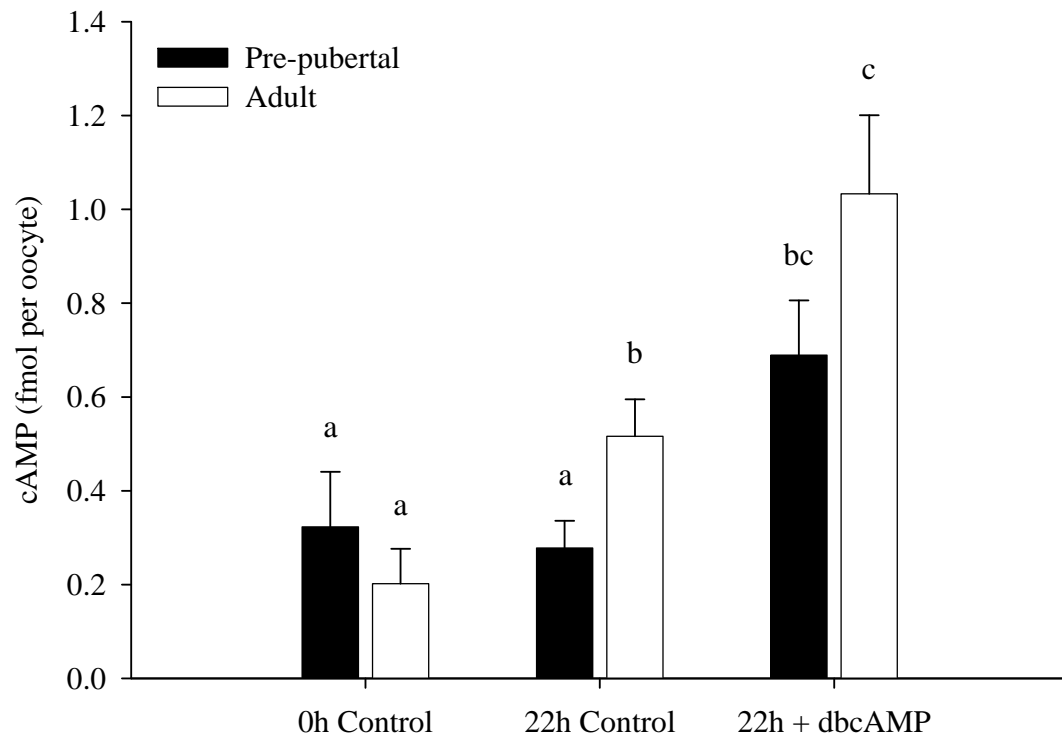 1.4
1.2
1.0
0.8
0.6
0.4
0.2
0.0
cAMP (fmol per oocyte)
Pre-pubertal
Adult
a
a
a
b
bc
c
0h Control
22h Control
22h + dbcAMP